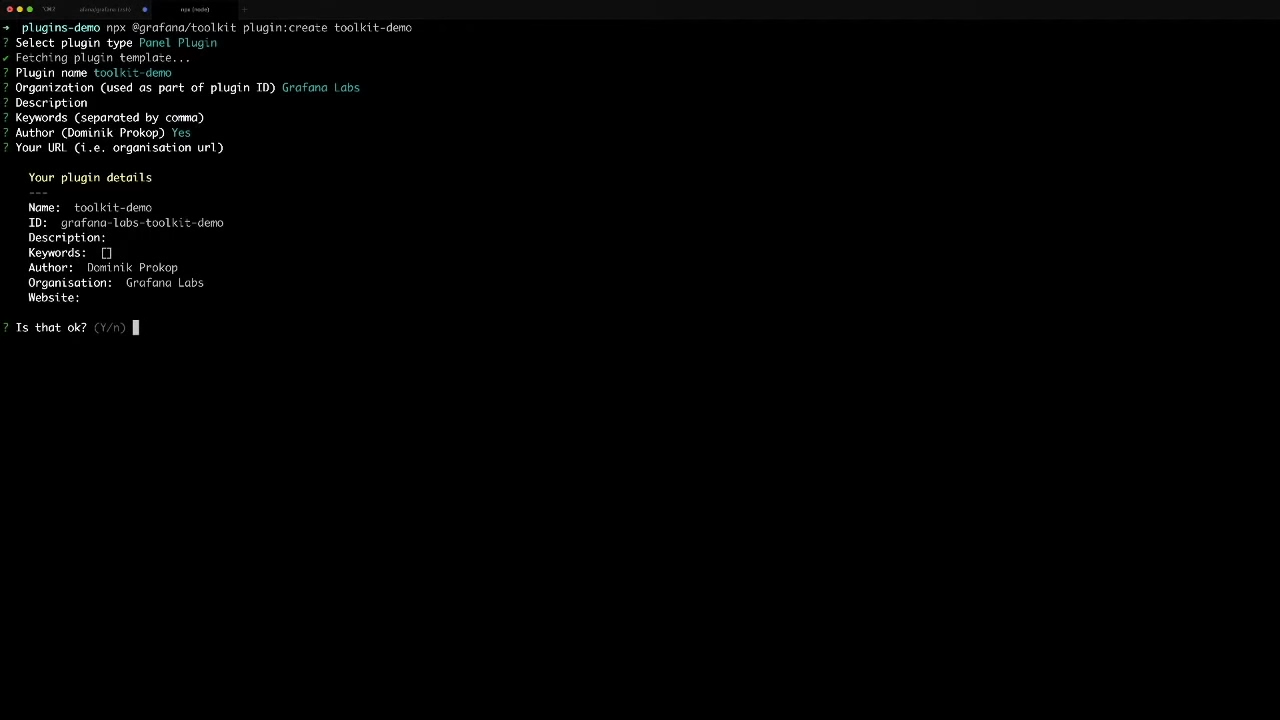 npx (node)
➜ plugins-demo npx @grafana/toolkit plugin:create toolkit-demo
? Select plugin type Panel Plugin
✔ Fetching plugin template...
? Plugin name toolkit-demo
? Organization (used as part of plugin ID) Grafana Labs
? Description
? Keywords (separated by comma)
? Author (Dominik Prokop) Yes
? Your URL (i.e. organisation url)
Your plugin details
---
Name: toolkit-demo
ID: grafana-labs-toolkit-demo
Description:
Keywords: []
Author: Dominik Prokop
Organisation: Grafana Labs
Website:
? Is that ok? (Y/n)